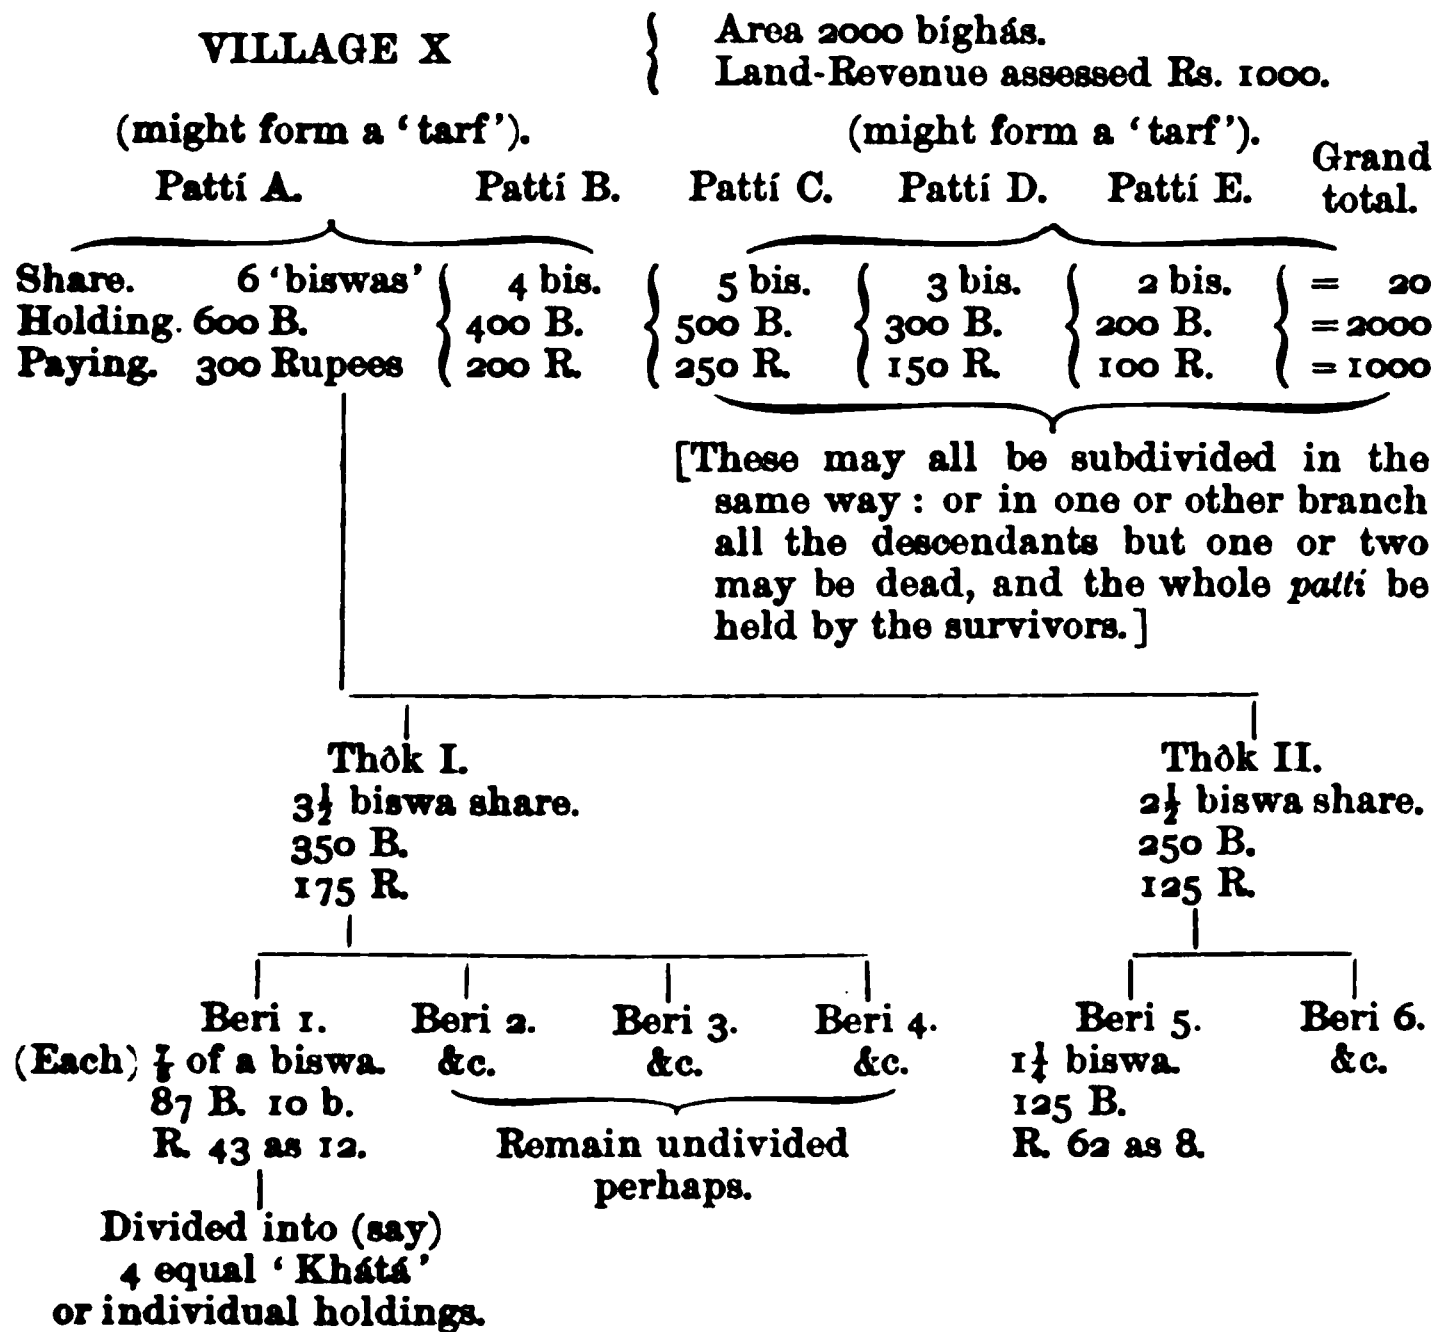 VILLAGE X { Area 2000 bíghás.
Land-Revenue assessed Rs. 1000.
(might form a ‘tarf’). (might form a ‘tarf’).
Pattí A. Pattí B. Pattí C. Pattí D. Pattí E. Grand total.
Share. 6 ‘biswas’ { 4 bis. { 5 bis. { 3 bis. { 2 bis. { = 20
Holding. 600 B. { 400 B. { 500 B. { 300 B. { 200 B. { = 2000
Paying. 300 Rupees { 200 R. { 250 R. { 150 R. { 100 R. { = 1000
[These may all be subdivided in the
same way : or in one or other branch
all the descendants but one or two
may be dead, and the whole pattí be
held by the survivors.]
Thôk I. Thôk II.
3½ biswa share. 2½ biswa share.
350 B. 250 B.
175 R. 125 R.
Beri 1. Beri 2. Beri 3. Beri 4. Beri 5. Beri 6.
(Each) ⅞ of a biswa. &c. &c. &c. 1¼ biswa. &c.
87 B. 10 b. 125 B.
R. 43 as 12. Remain undivided R. 62 as 8.
perhaps.
Divided into (say)
4 equal ‘Khátá’
or individual holdings.